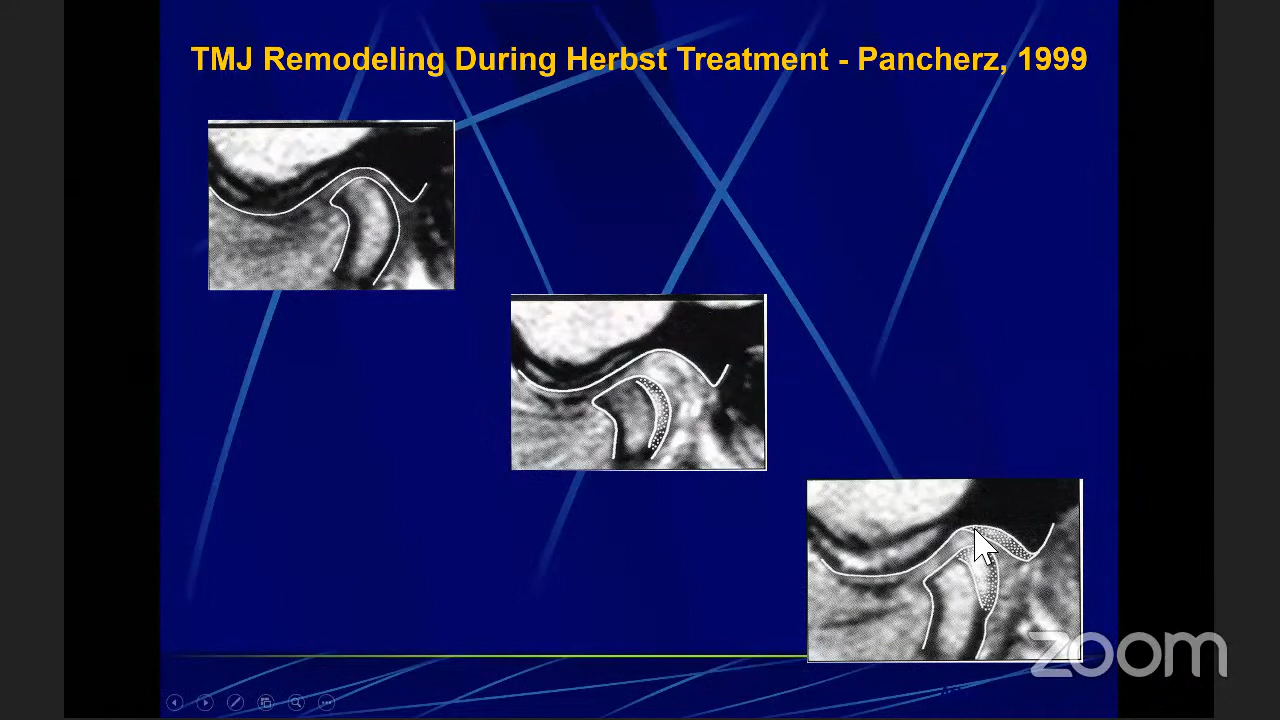 TMJ Remodeling During Herbst Treatment - Pancherz, 1999
zoom